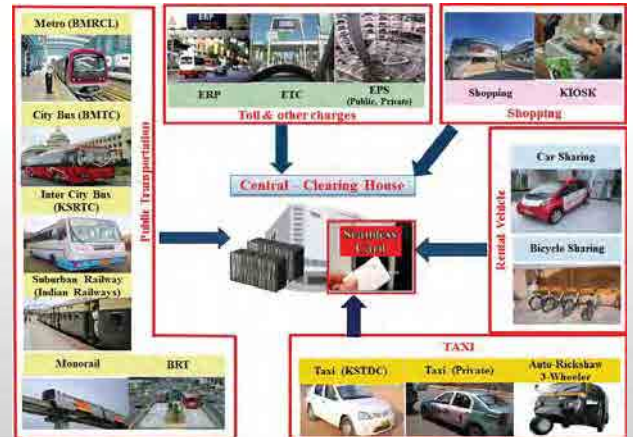 Metro (BMRCL)
City Bus (BMTC)
Inter City Bus
(KSRTC)
Suburban Railway
(Indian Railways)
Monorail
BRT
Public Transportation
ERP
ERP
ETC
EPS
(Public, Private)
Toll & other charges
Shopping
KIOSK
Shopping
Central – Clearing House
Seamless
Card
Car Sharing
Bicycle Sharing
Rental Vehicle
TAXI
Taxi (KSTDC)
Taxi (Private)
Auto-Rickshaw
3-Wheeler